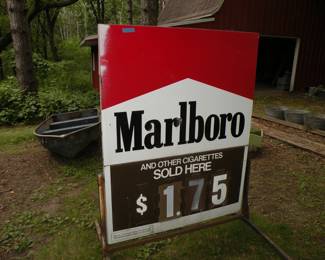 Marlboro
AND OTHER CIGARETTES
SOLD HERE
$ 1.75